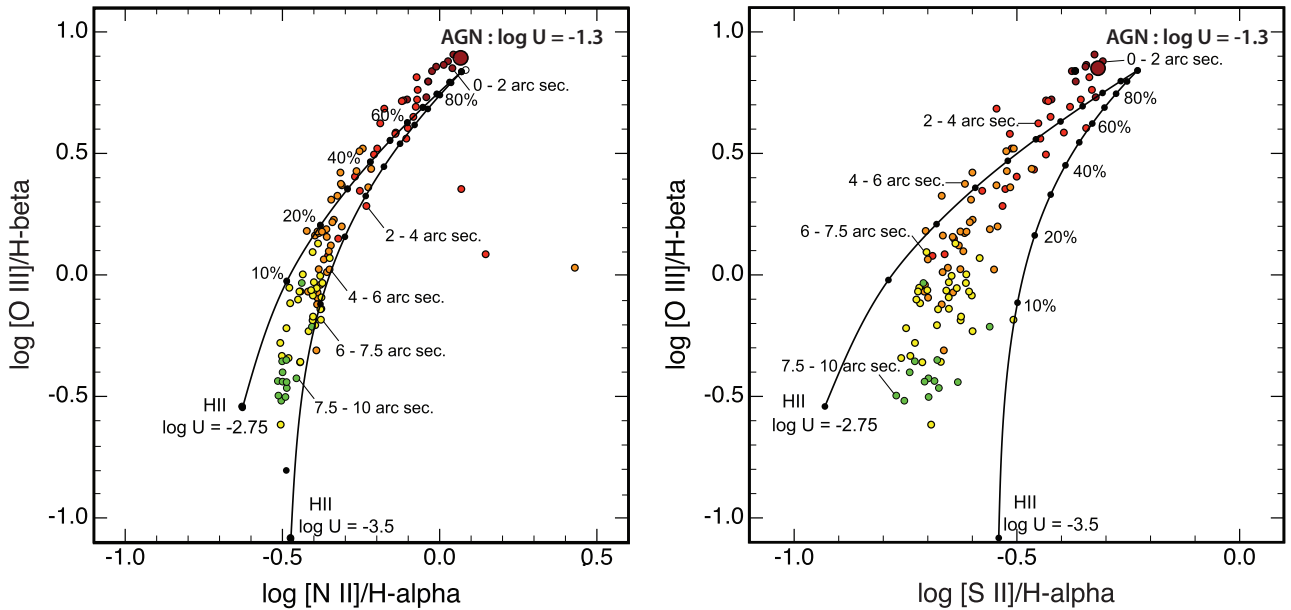 AGN : log U = -1.3
1.0
0 - 2 arc sec.
80%
60%
0.5
40%
20%
2 - 4 arc sec.
10%
0.0
4 - 6 arc sec.
6 - 7.5 arc sec.
7.5 - 10 arc sec.
-0.5
HII
log U = -2.75
HII
log U = -3.5
-1.0
-1.0
-0.5
0.0
0.5
log [N II]/H-alpha
log [O III]/H-beta
AGN : log U = -1.3
1.0
0 - 2 arc sec.
80%
2 - 4 arc sec.
60%
0.5
40%
4 - 6 arc sec.
6 - 7.5 arc sec.
20%
0.0
10%
7.5 - 10 arc sec.
-0.5
HII
log U = -2.75
HII
log U = -3.5
-1.0
-1.0
-0.5
0.0
log [S II]/H-alpha
log [O III]/H-beta